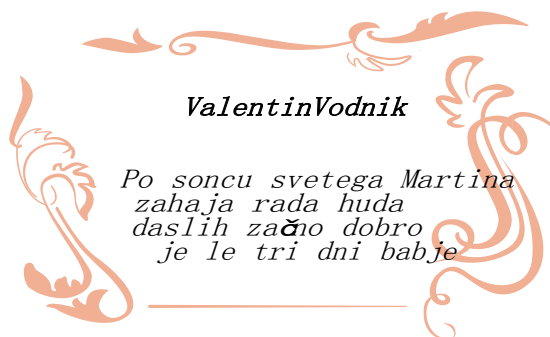 ValentinVodnik
Po soncu svetega Martina
zahaja rada huda
daslih začno dobro
je le tri dni babje